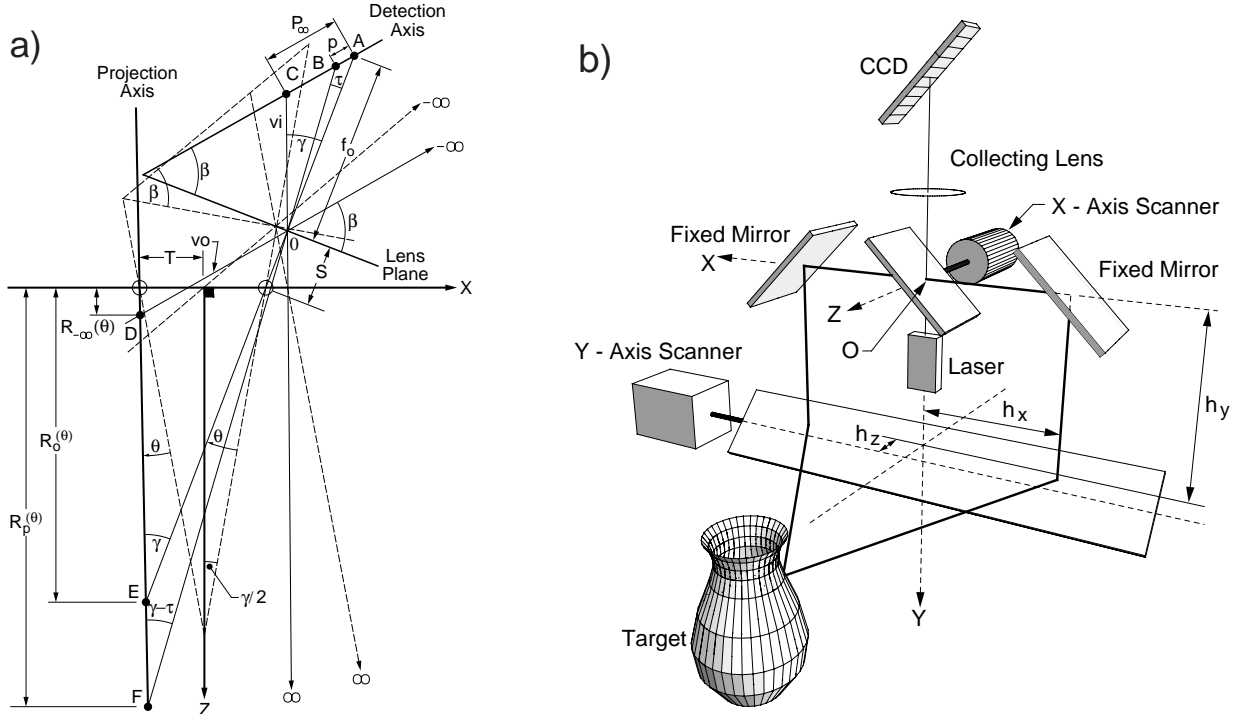 a)
Projection
Axis
Detection
Axis
P∞
p
A
B
C
τ
vi
γ
f₀
-∞
-∞
β
β
β
0
S
Lens
Plane
vo
T
X
D
R-∞(θ)
R₀(θ)
Rp(θ)
θ
θ
γ
E
γ-τ
γ/2
F
Z
∞
∞
b)
CCD
Collecting Lens
X - Axis Scanner
Fixed Mirror
X
Fixed Mirror
Z
O
Laser
Y - Axis Scanner
hx
hy
hz
Y
Target